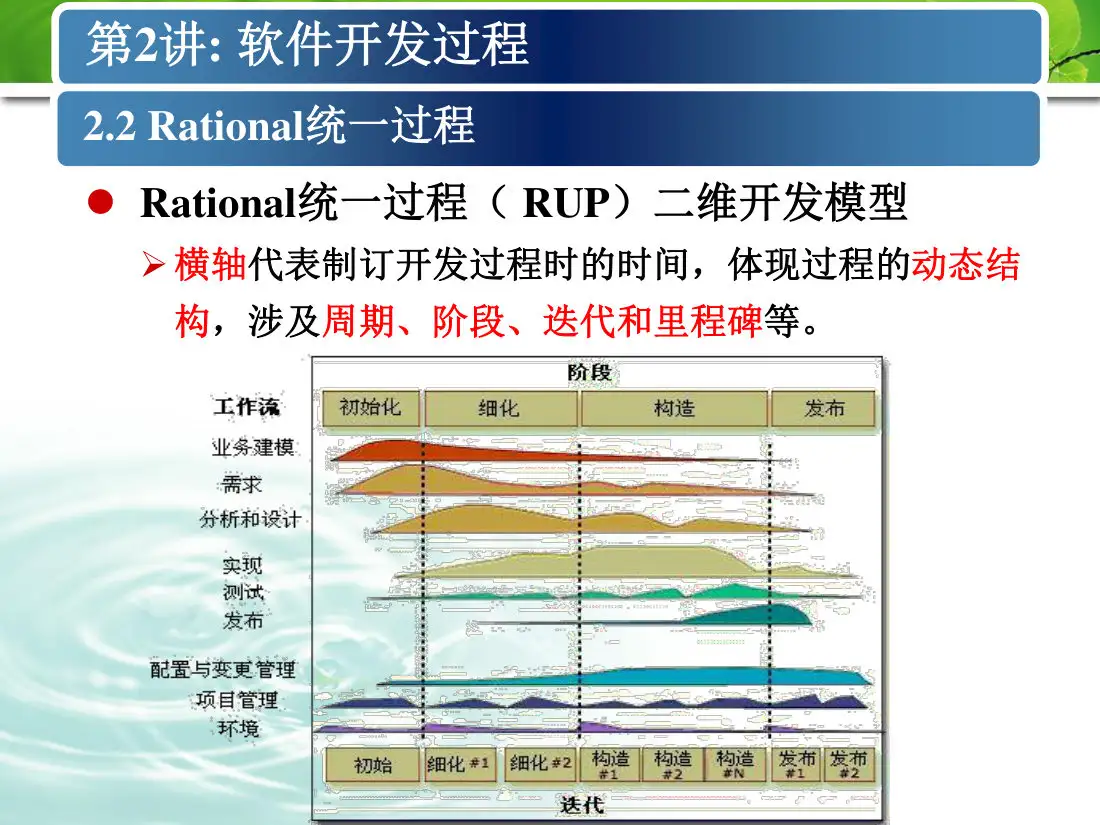 第2讲: 软件开发过程
2.2 Rational统一过程
Rational统一过程（ RUP）二维开发模型
横轴代表制订开发过程时的时间，体现过程的动态结
构，涉及周期、阶段、迭代和里程碑等。
阶段
工作流
初始化 细化 构造 发布
业务建模
需求
分析和设计
实现
测试
发布
配置与变更管理
项目管理
环境
初始 细化 #1 细化 #2 构造 #1 构造 #2 构造 #N 发布 #1 发布 #2
迭代